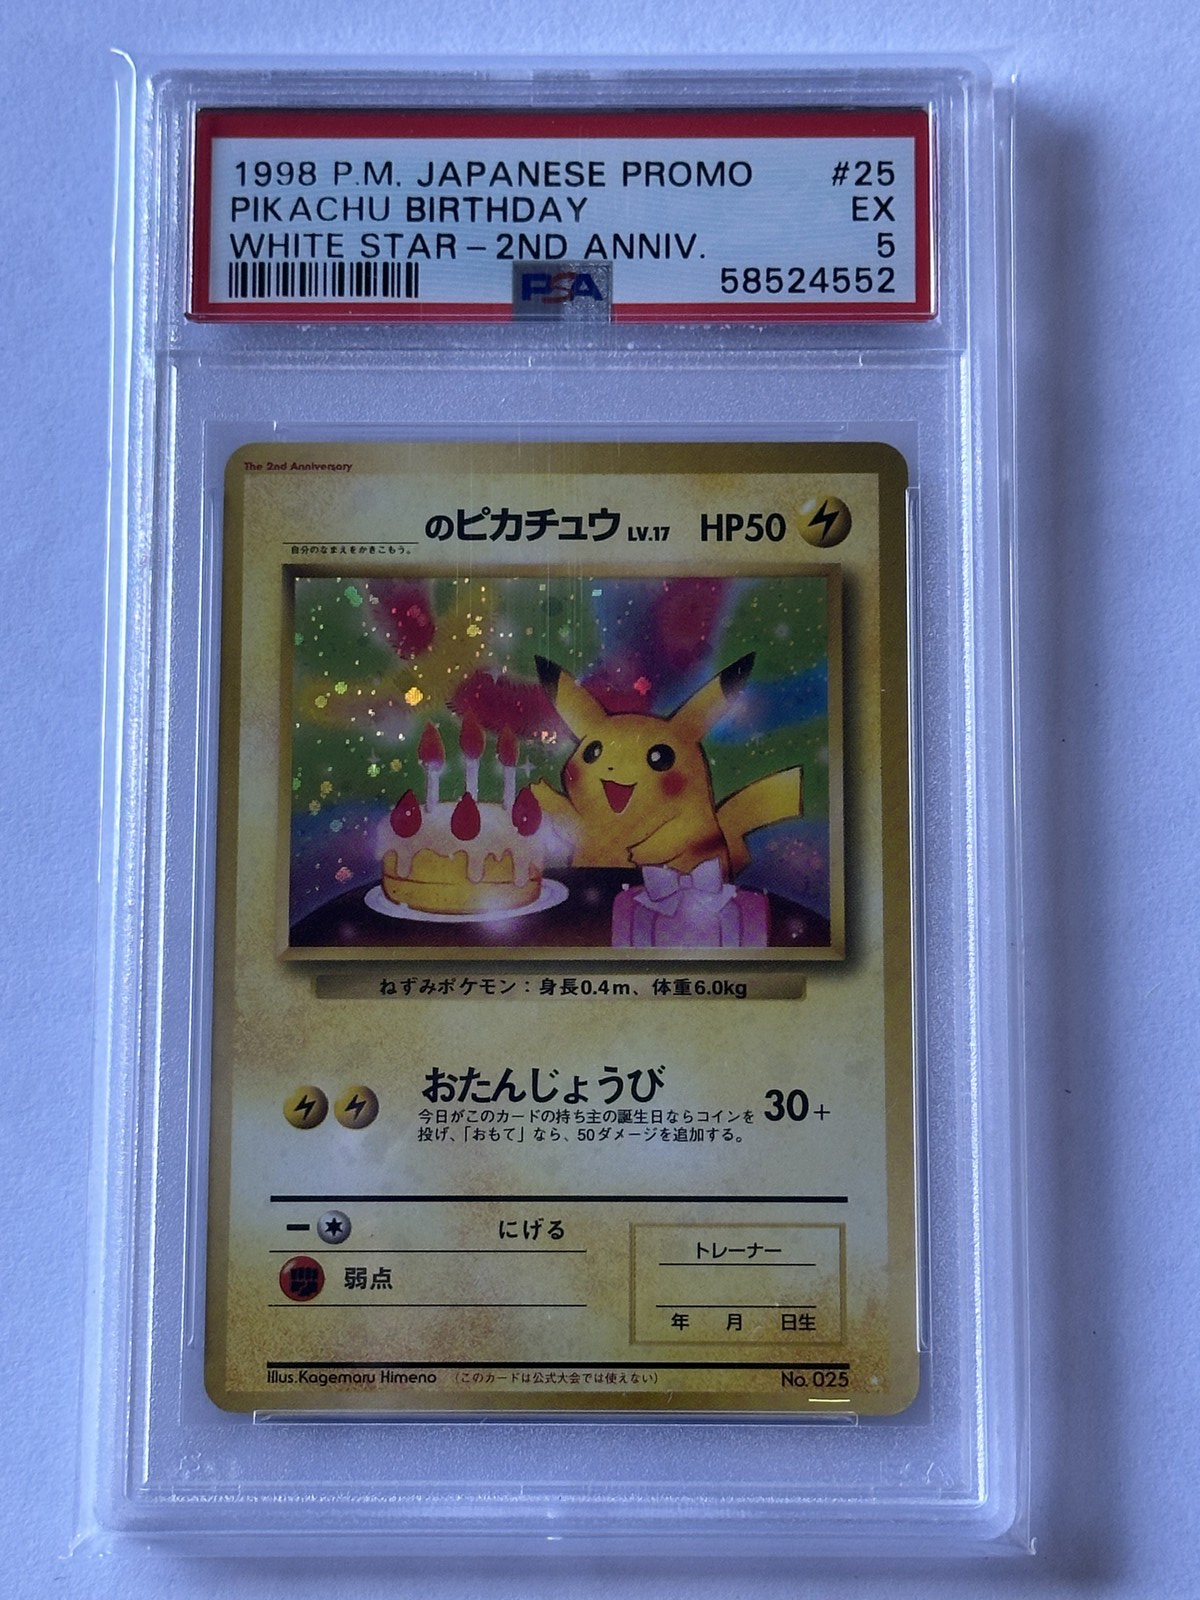 1998 P.M. JAPANESE PROMO #25
PIKACHU BIRTHDAY EX
WHITE STAR-2ND ANNIV. 5
PSA 58524552
The 2nd Anniversary
のピカチュウ LV.17 HP50
自分のなまえをかきこもう。
ねずみポケモン：身長0.4m、体重6.0kg
おたんじょうび 30+
今日がこのカードの持ち主の誕生日ならコインを
投げ、「おもて」なら、50ダメージを追加する。
にげる
トレーナー
弱点
年 月 日生
Illus.Kagemaru Himeno （このカードは公式大会では使えない） No.025